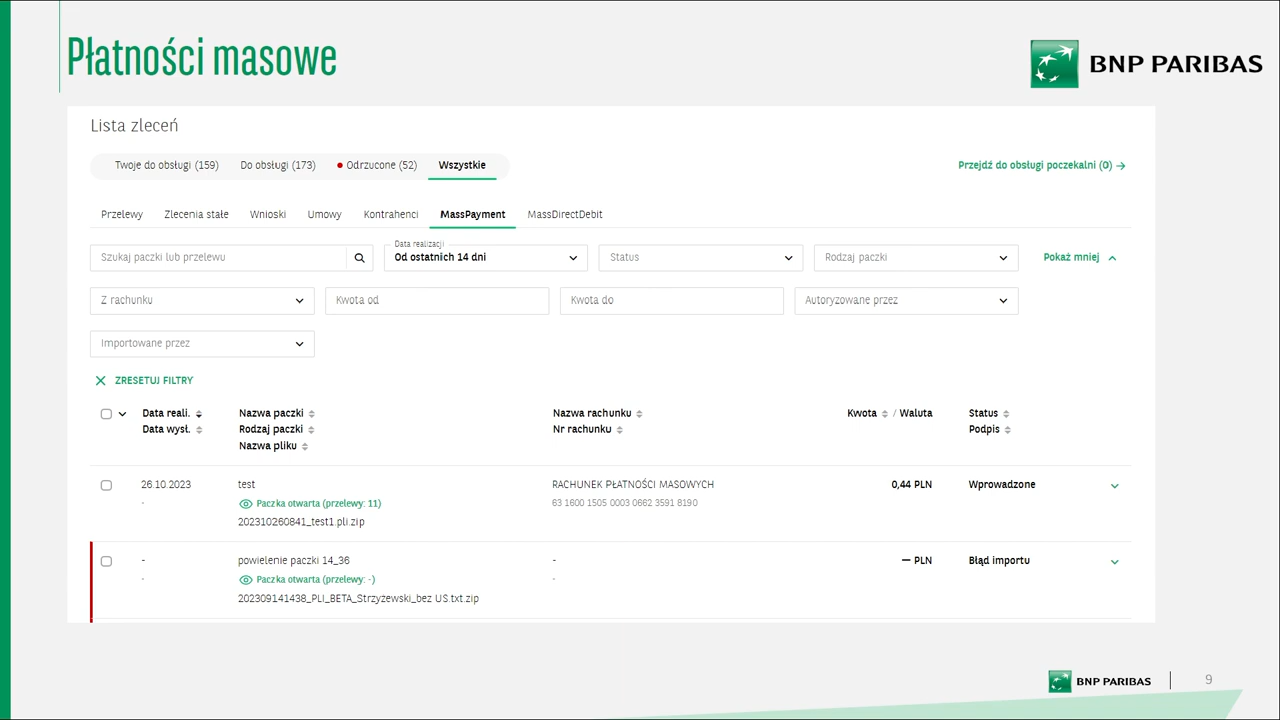 Płatności masowe
BNP PARIBAS
Lista zleceń
Twoje do obsługi (159) Do obsługi (173) Odrzucone (52) Wszystkie
Przejdź do obsługi poczekalni (0) →
Przelewy Zlecenia stałe Wnioski Umowy Kontrahenci MassPayment MassDirectDebit
Data realizacji
Szukaj paczki lub przelewu Od ostatnich 14 dni Status Rodzaj paczki Pokaż mniej
Z rachunku Kwota od Kwota do Autoryzowane przez
Importowane przez
ZRESETUJ FILTRY
Data reali. Nazwa paczki Nazwa rachunku Kwota / Waluta Status
Data wysł. Rodzaj paczki Nr rachunku Podpis
Nazwa pliku
26.10.2023 test RACHUNEK PŁATNOŚCI MASOWYCH 0,44 PLN Wprowadzone
- Paczka otwarta (przelewy: 11) 63 1600 1505 0003 0662 3591 8190
202310260841_test1.pli.zip
- powielenie paczki 14_36 - — PLN Błąd importu
- Paczka otwarta (przelewy: -) -
202309141438_PLI_BETA_Strzyżewski_bez US.txt.zip
BNP PARIBAS 9